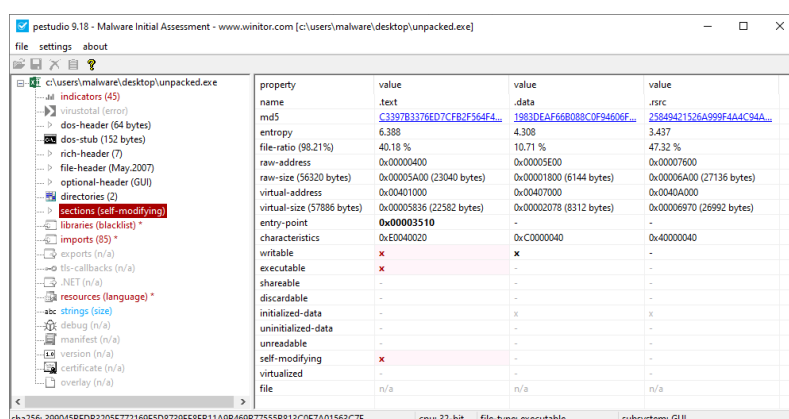 pestudio 9.18 - Malware Initial Assessment - www.winitor.com [c:\users\malware\desktop\unpacked.exe]
file settings about
c:\users\malware\desktop\unpacked.exe
indicators (45)
virustotal (error)
dos-header (64 bytes)
dos-stub (152 bytes)
rich-header (7)
file-header (May.2007)
optional-header (GUI)
directories (2)
sections (self-modifying)
libraries (blacklist) *
imports (85) *
exports (n/a)
tls-callbacks (n/a)
.NET (n/a)
resources (language) *
abc strings (size)
debug (n/a)
manifest (n/a)
1.0 version (n/a)
certificate (n/a)
overlay (n/a)
property value value value
name .text .data .rsrc
md5 C3397B3376ED7CFB2F564F4... 1983DEAF66B088C0F94606F... 25849421526A999F4A4C94A...
entropy 6.388 4.308 3.437
file-ratio (98.21%) 40.18 % 10.71 % 47.32 %
raw-address 0x00000400 0x00005E00 0x00007600
raw-size (56320 bytes) 0x00005A00 (23040 bytes) 0x00001800 (6144 bytes) 0x00006A00 (27136 bytes)
virtual-address 0x00401000 0x00407000 0x0040A000
virtual-size (57886 bytes) 0x00005836 (22582 bytes) 0x00002078 (8312 bytes) 0x00006970 (26992 bytes)
entry-point 0x00003510 - -
characteristics 0xE0040020 0xC0000040 0x40000040
writable x x -
executable x - -
shareable - - -
discardable - - -
initialized-data - x x
uninitialized-data - - -
unreadable - - -
self-modifying x - -
virtualized - - -
file n/a n/a n/a
cpu: 32-bit file-type: executable subsystem: GUI